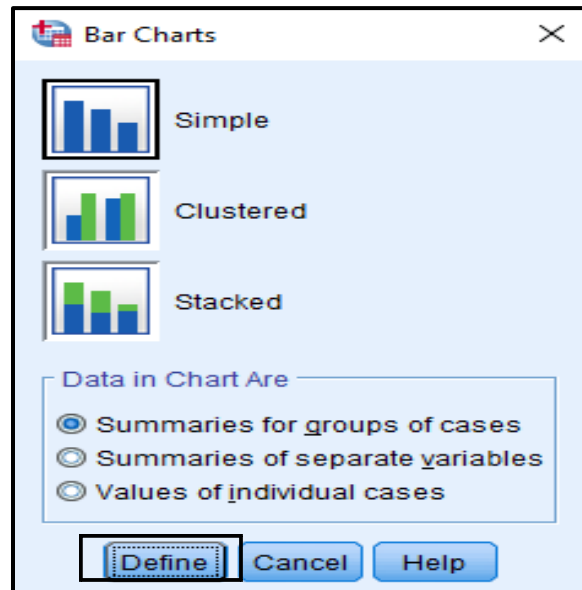 Bar Charts
Simple
Clustered
Stacked
Data in Chart Are
Summaries for groups of cases
Summaries of separate variables
Values of individual cases
Define Cancel Help